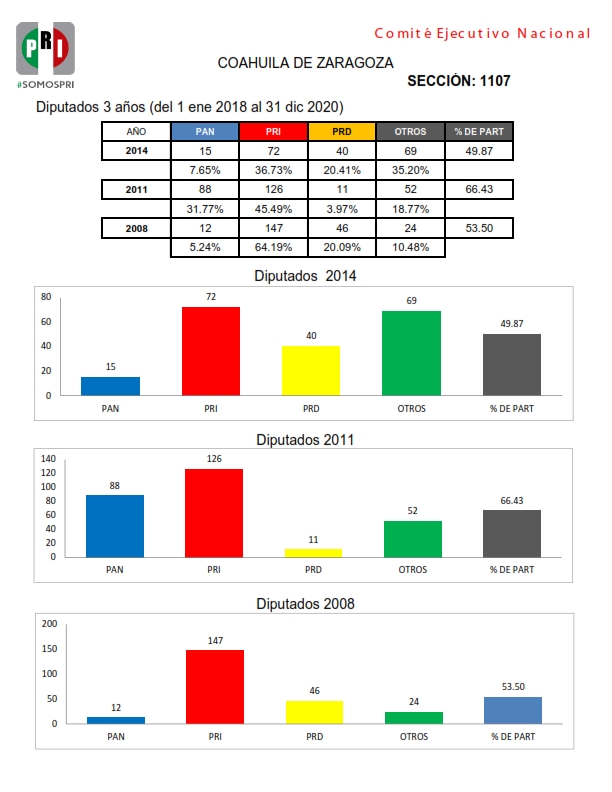 Comité Ejecutivo Nacional
PRI
#SOMOSPRI
COAHUILA DE ZARAGOZA
SECCIÓN: 1107
Diputados 3 años (del 1 ene 2018 al 31 dic 2020)
AÑO PAN PRI PRD OTROS % DE PART
2014 15 72 40 69 49.87
7.65% 36.73% 20.41% 35.20%
2011 88 126 11 52 66.43
31.77% 45.49% 3.97% 18.77%
2008 12 147 46 24 53.50
5.24% 64.19% 20.09% 10.48%
Diputados 2014
80
60
40
20
0
15 72 40 69 49.87
PAN PRI PRD OTROS % DE PART
Diputados 2011
140
120
100
80
60
40
20
0
88 126 11 52 66.43
PAN PRI PRD OTROS % DE PART
Diputados 2008
200
150
100
50
0
12 147 46 24 53.50
PAN PRI PRD OTROS % DE PART